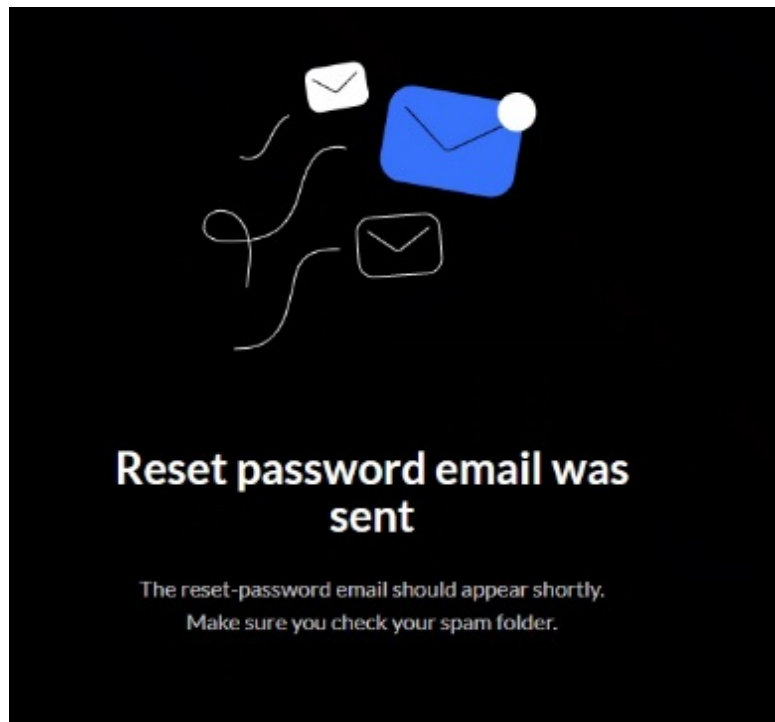 Reset password email was
sent
The reset-password email should appear shortly.
Make sure you check your spam folder.